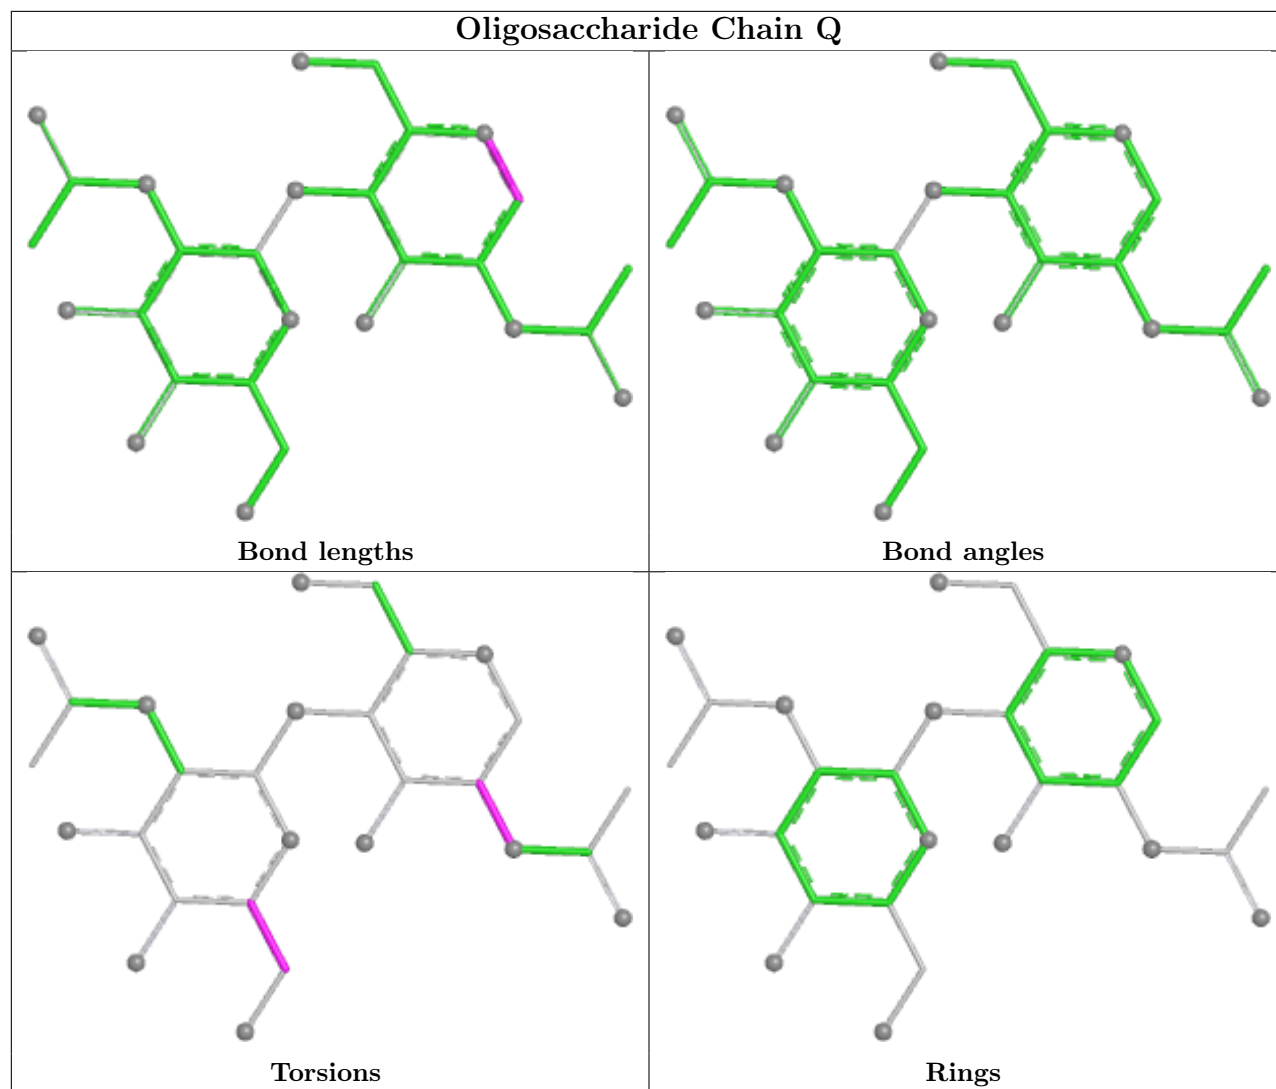 Oligosaccharide Chain Q
Bond lengths
Bond angles
Torsions
Rings